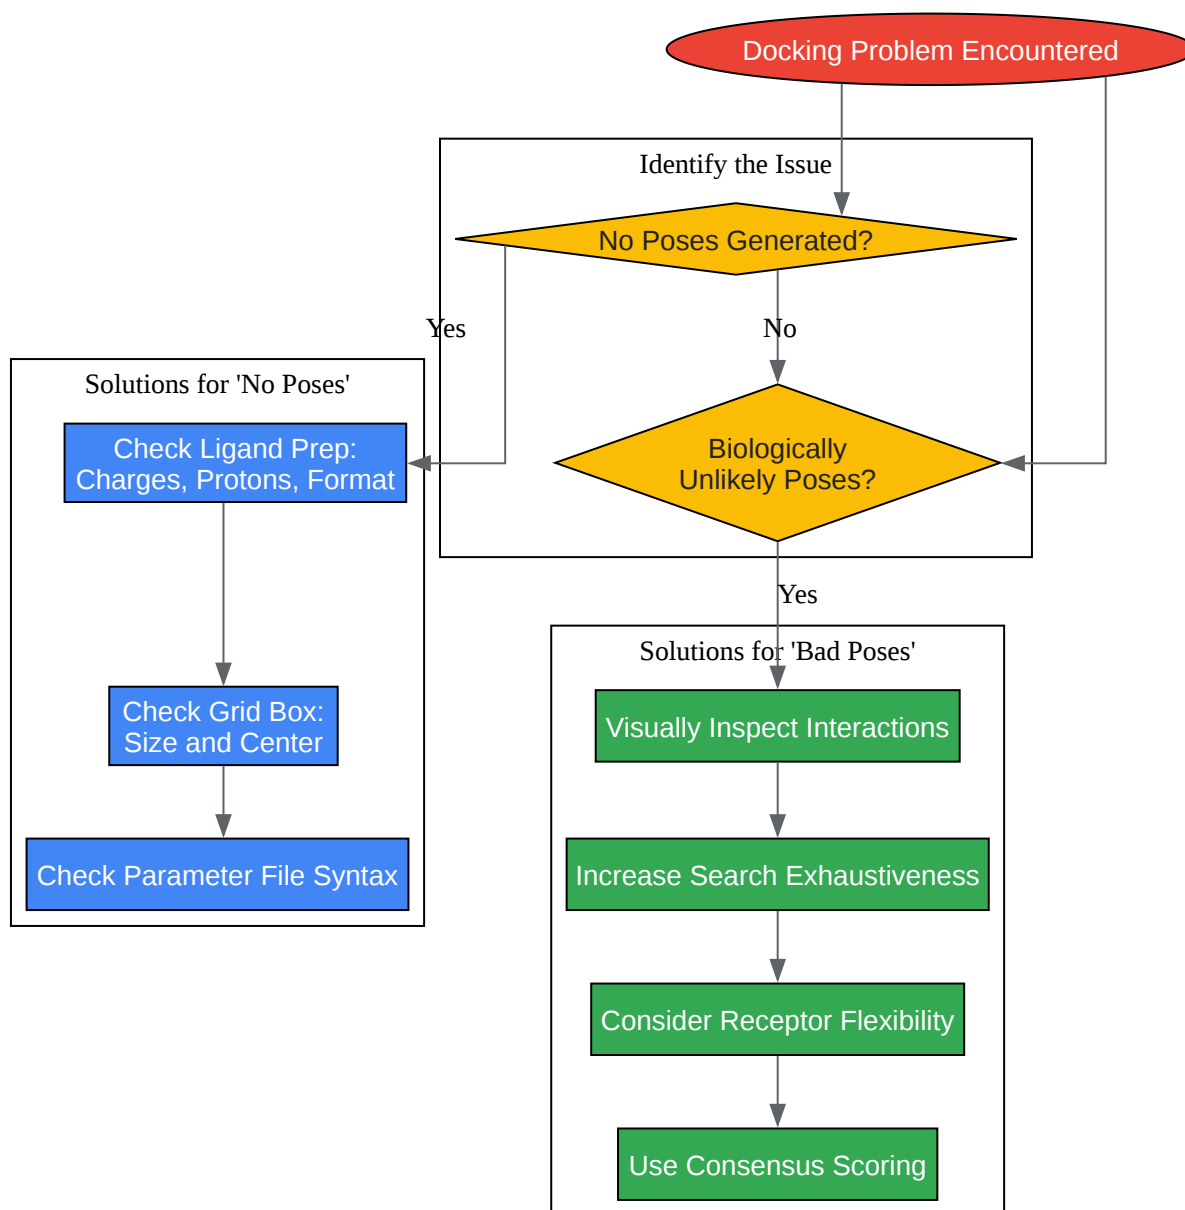 Docking Problem Encountered
Identify the Issue
No Poses Generated?
Yes
No
Solutions for 'No Poses'
Check Ligand Prep:
Charges, Protons, Format
Biologically
Unlikely Poses?
Yes
Solutions for 'Bad Poses'
Check Grid Box:
Size and Center
Visually Inspect Interactions
Check Parameter File Syntax
Increase Search Exhaustiveness
Consider Receptor Flexibility
Use Consensus Scoring